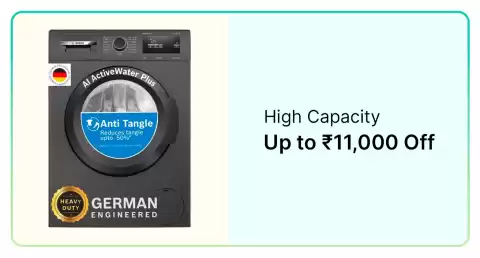 AI ActiveWater Plus
Anti Tangle
Reduces tangle
upto 50%*
HEAVY
DUTY
GERMAN
ENGINEERED
High Capacity
Up to ₹11,000 Off